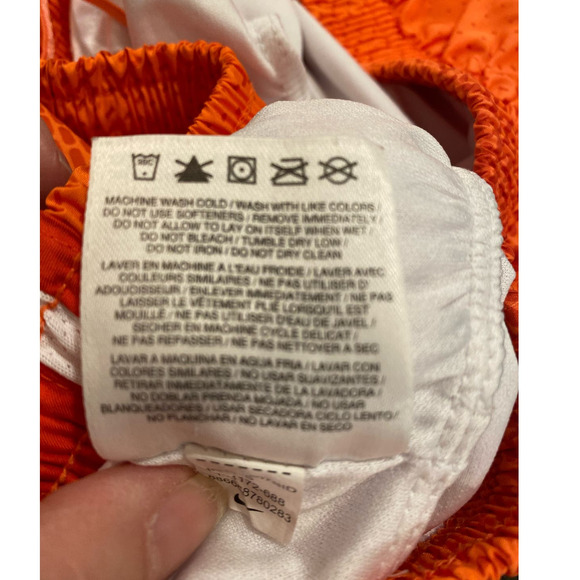 30C
MACHINE WASH COLD / WASH WITH LIKE COLORS /
DO NOT USE SOFTENERS / REMOVE IMMEDIATELY /
DO NOT ALLOW TO LAY ON ITSELF WHEN WET /
DO NOT BLEACH / TUMBLE DRY LOW /
DO NOT IRON / DO NOT DRY CLEAN
LAVER EN MACHINE A L'EAU FROIDE / LAVER AVEC
COULEURS SIMILAIRES / NE PAS UTILISER D'
ADOUCISSEUR / ENLEVER IMMEDIATEMENT / NE PAS
LAISSER LE VÊTEMENT PLIÉ LORSQU'IL EST
MOUILLÉ / NE PAS UTILISER D'EAU DE JAVEL /
SECHER EN MACHINE CYCLE DELICAT /
NE PAS REPASSER / NE PAS NETTOYER A SEC
LAVAR A MAQUINA EN AGUA FRIA / LAVAR CON
COLORES SIMILARES / NO USAR SUAVIZANTES /
RETIRAR IMMEDIATAMENTE DE LA LAVADORA /
NO DOBLAR PRENDA MOJADA / NO USAR
BLANQUEADORES / USAR SECADORA CICLO LENTO /
NO PLANCHAR / NO LAVAR EN SECO